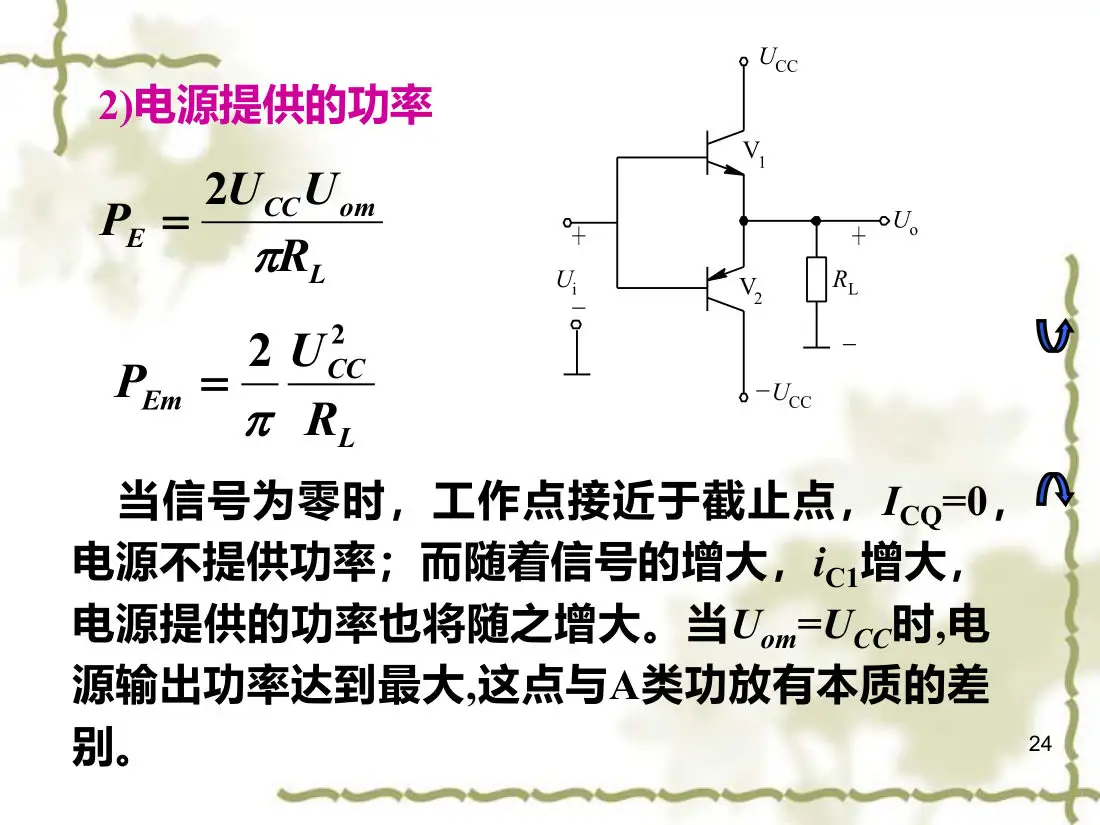 2)电源提供的功率
P_E = 2U_CC U_om / πR_L
P_Em = 2/π U_CC^2 / R_L
U_CC
V_1
+
+
U_o
U_i
V_2
R_L
−
−
−U_CC
当信号为零时，工作点接近于截止点，I_CQ=0，
电源不提供功率；而随着信号的增大，i_C1增大，
电源提供的功率也将随之增大。当U_om=U_CC时,电
源输出功率达到最大,这点与A类功放有本质的差
别。
24